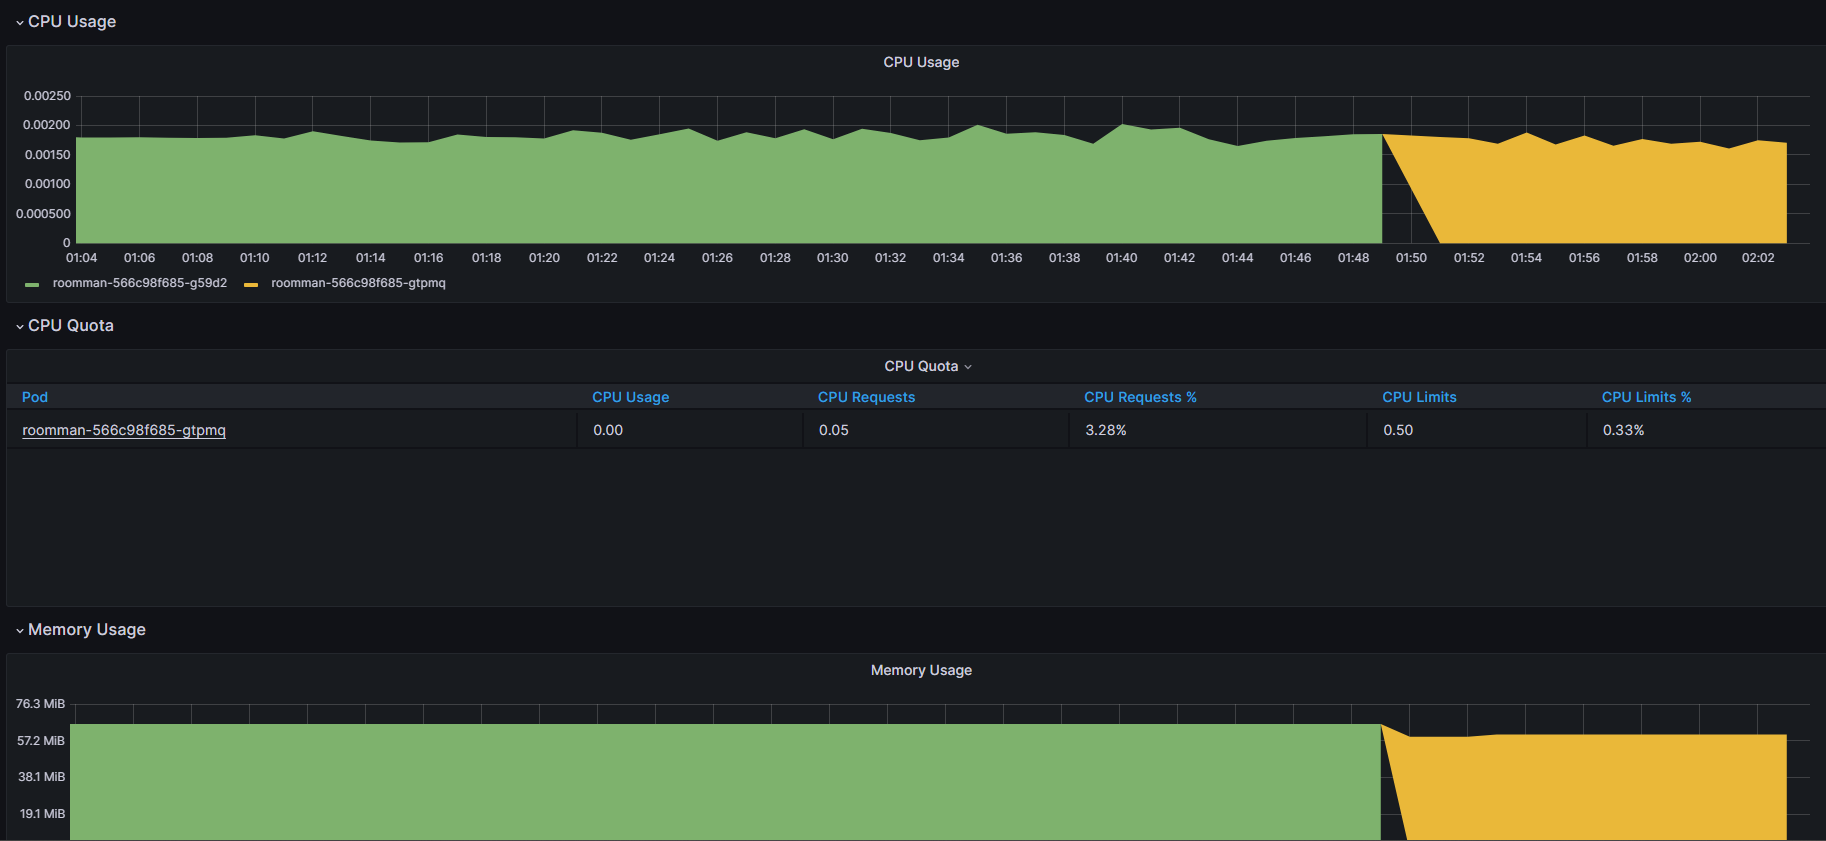 CPU Usage
CPU Usage
0.00250
0.00200
0.00150
0.00100
0.000500
0
01:04 01:06 01:08 01:10 01:12 01:14 01:16 01:18 01:20 01:22 01:24 01:26 01:28 01:30 01:32 01:34 01:36 01:38 01:40 01:42 01:44 01:46 01:48 01:50 01:52 01:54 01:56 01:58 02:00 02:02
roomman-566c98f685-g59d2 roomman-566c98f685-gtpmq
CPU Quota
CPU Quota
Pod CPU Usage CPU Requests CPU Requests % CPU Limits CPU Limits %
roomman-566c98f685-gtpmq 0.00 0.05 3.28% 0.50 0.33%
Memory Usage
Memory Usage
76.3 MiB
57.2 MiB
38.1 MiB
19.1 MiB